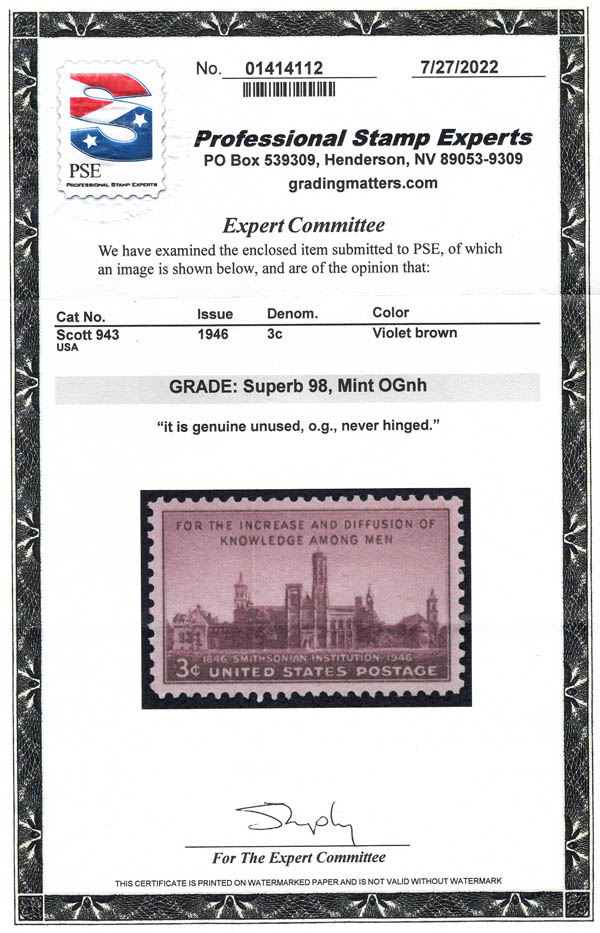 No. 01414112 7/27/2022
PSE
PROFESSIONAL STAMP EXPERTS
Professional Stamp Experts
PO Box 539309, Henderson, NV 89053-9309
gradingmatters.com
Expert Committee
We have examined the enclosed item submitted to PSE, of which
an image is shown below, and are of the opinion that:
Cat No. Issue Denom. Color
Scott 943 1946 3c Violet brown
USA
GRADE: Superb 98, Mint OGnh
“it is genuine unused, o.g., never hinged.”
FOR THE INCREASE AND DIFFUSION OF
KNOWLEDGE AMONG MEN
1846 · SMITHSONIAN INSTITUTION · 1946
3¢ UNITED STATES POSTAGE
For The Expert Committee
THIS CERTIFICATE IS PRINTED ON WATERMARKED PAPER AND IS NOT VALID WITHOUT WATERMARK